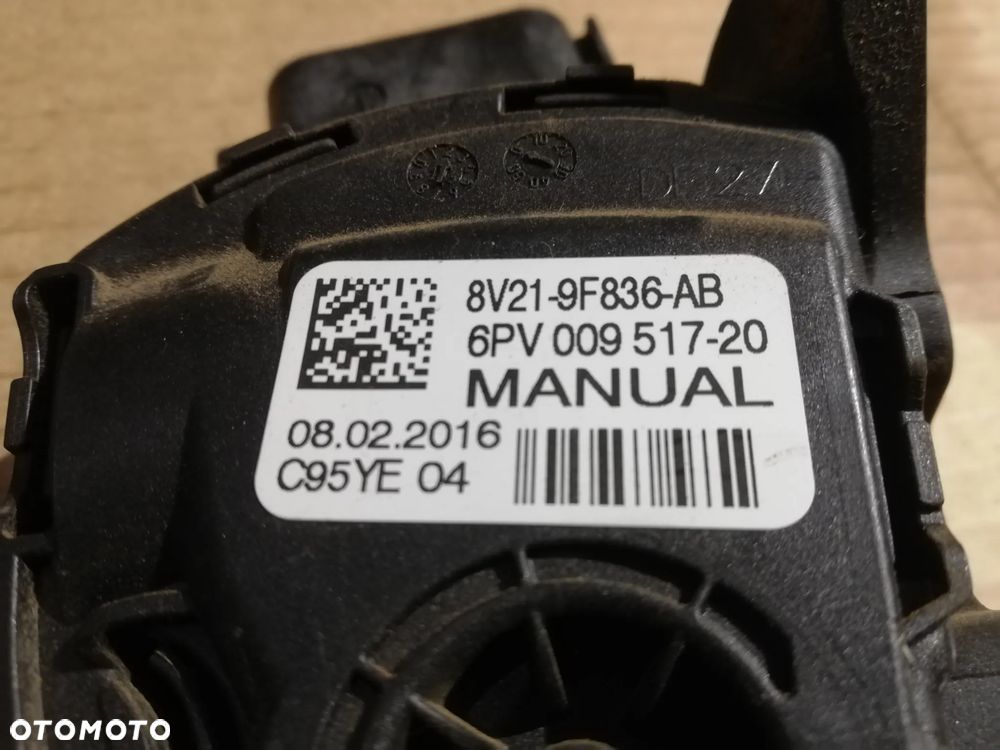 8V21-9F836-AB
6PV 009 517-20
MANUAL
08.02.2016
C95YE 04
OTOMOTO